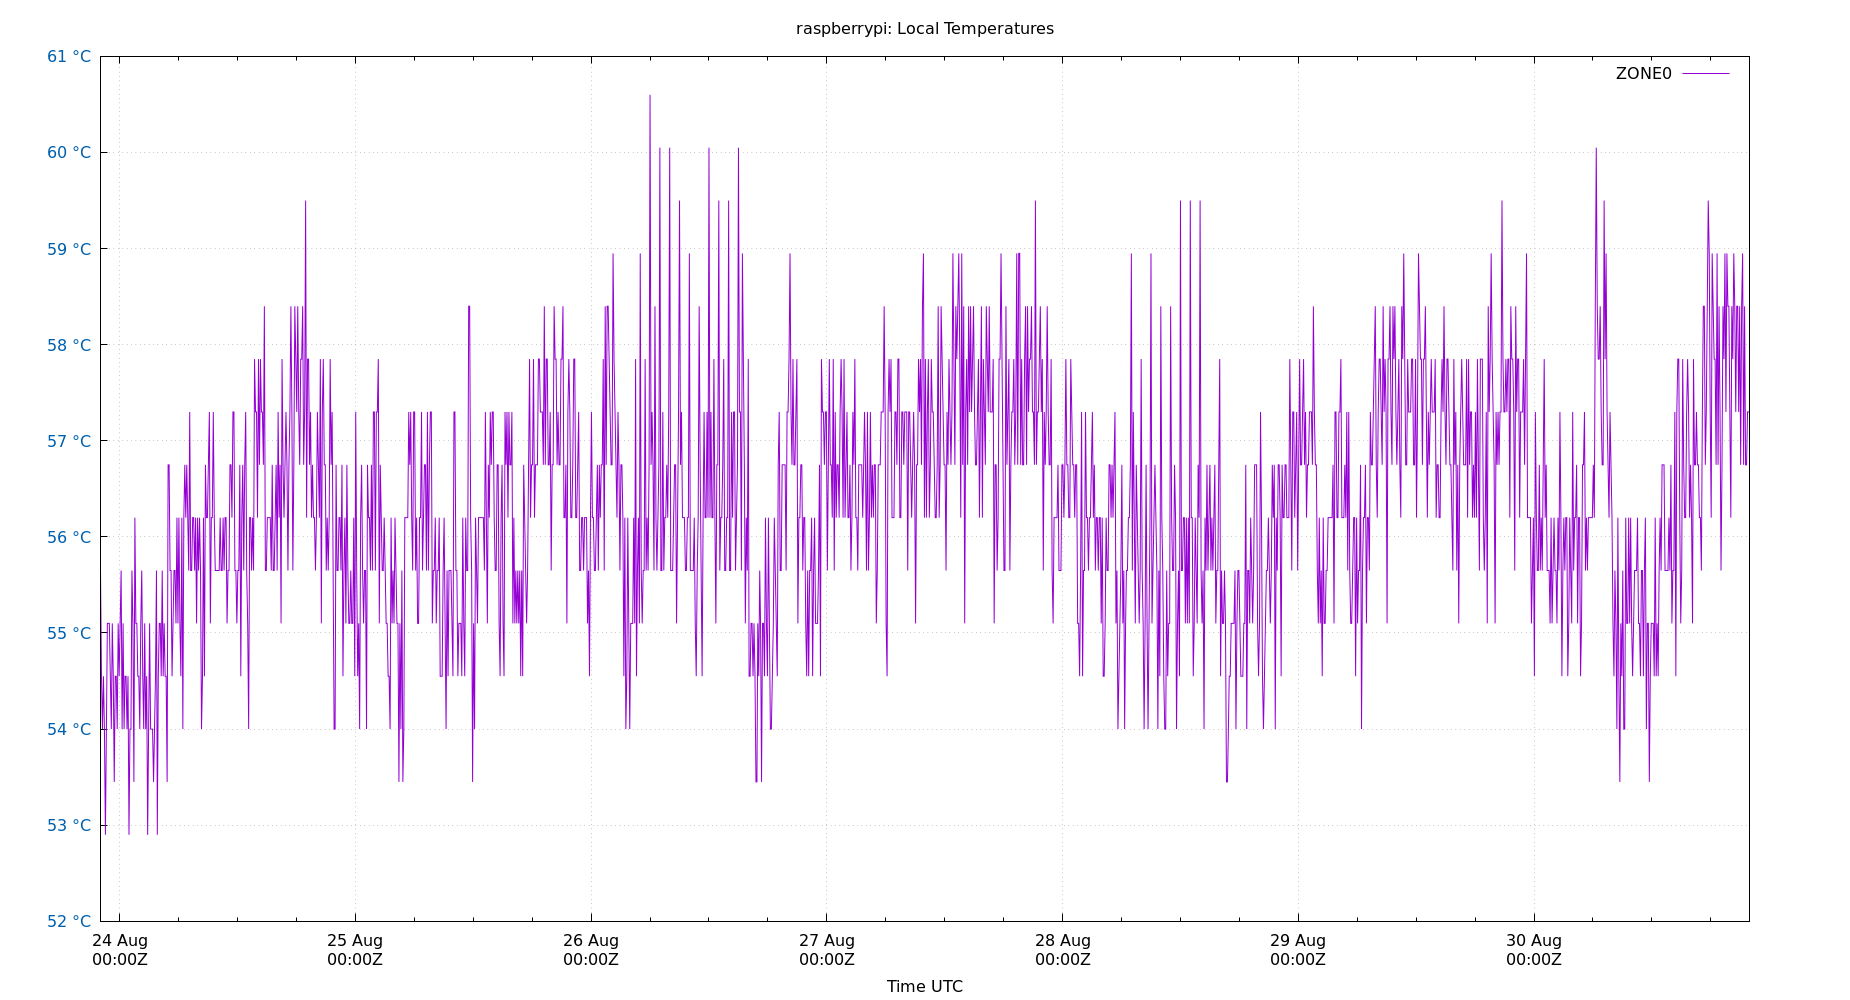 raspberrypi: Local Temperatures
61 °C
ZONE0
60 °C
59 °C
58 °C
57 °C
56 °C
55 °C
54 °C
53 °C
52 °C
24 Aug 25 Aug 26 Aug 27 Aug 28 Aug 29 Aug 30 Aug
00:00Z 00:00Z 00:00Z 00:00Z 00:00Z 00:00Z 00:00Z
Time UTC